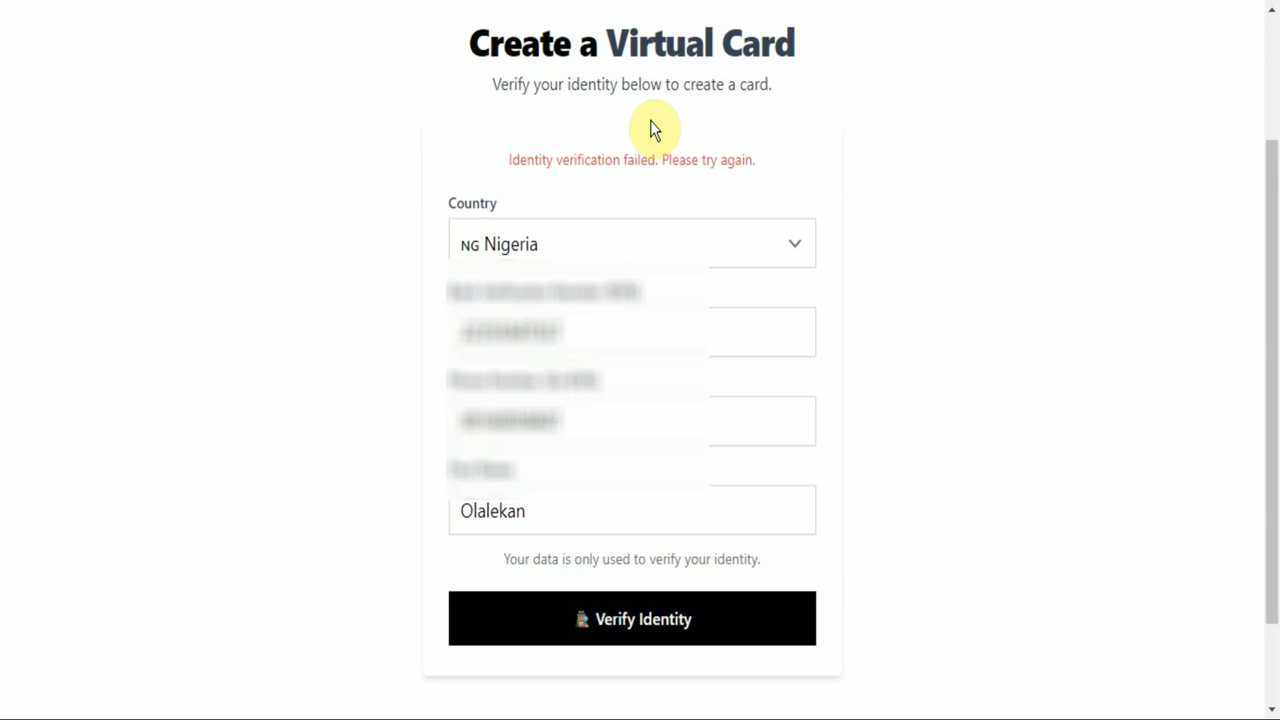 Create a Virtual Card
Verify your identity below to create a card.
Identity verification failed. Please try again.
Country
NG Nigeria
Olalekan
Your data is only used to verify your identity.
Verify Identity